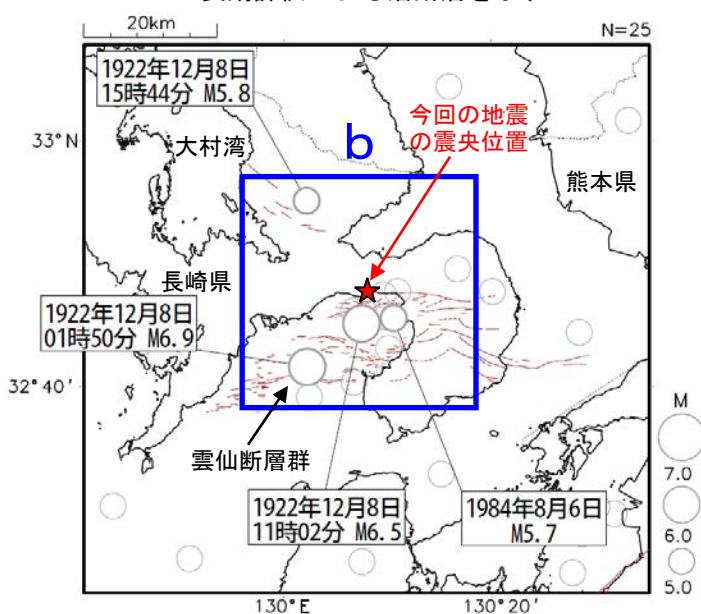 20km
N=25
1922年12月8日
15時44分 M5.8
今回の地震
の震央位置
33°N
大村湾
b
熊本県
長崎県
1922年12月8日
01時50分 M6.9
32°40'
雲仙断層群
1922年12月8日
11時02分 M6.5
1984年8月6日
M5.7
M
7.0
6.0
5.0
130°E
130°20'